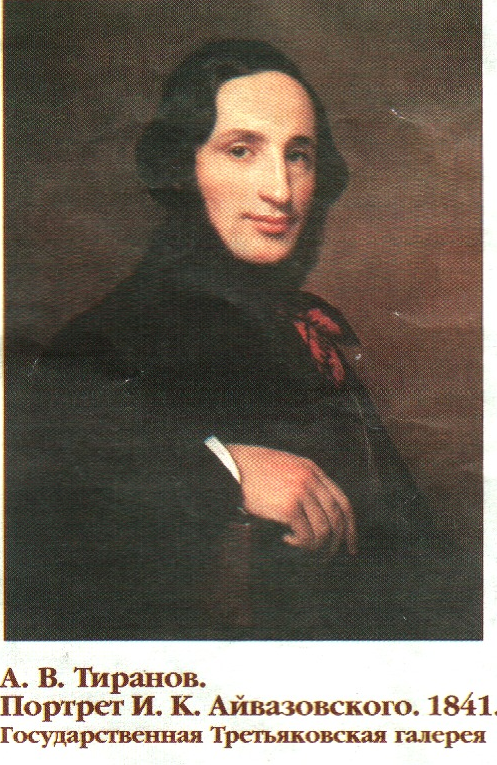 А. В. Тиранов.
Портрет И. К. Айвазовского. 1841.
Государственная Третьяковская галерея